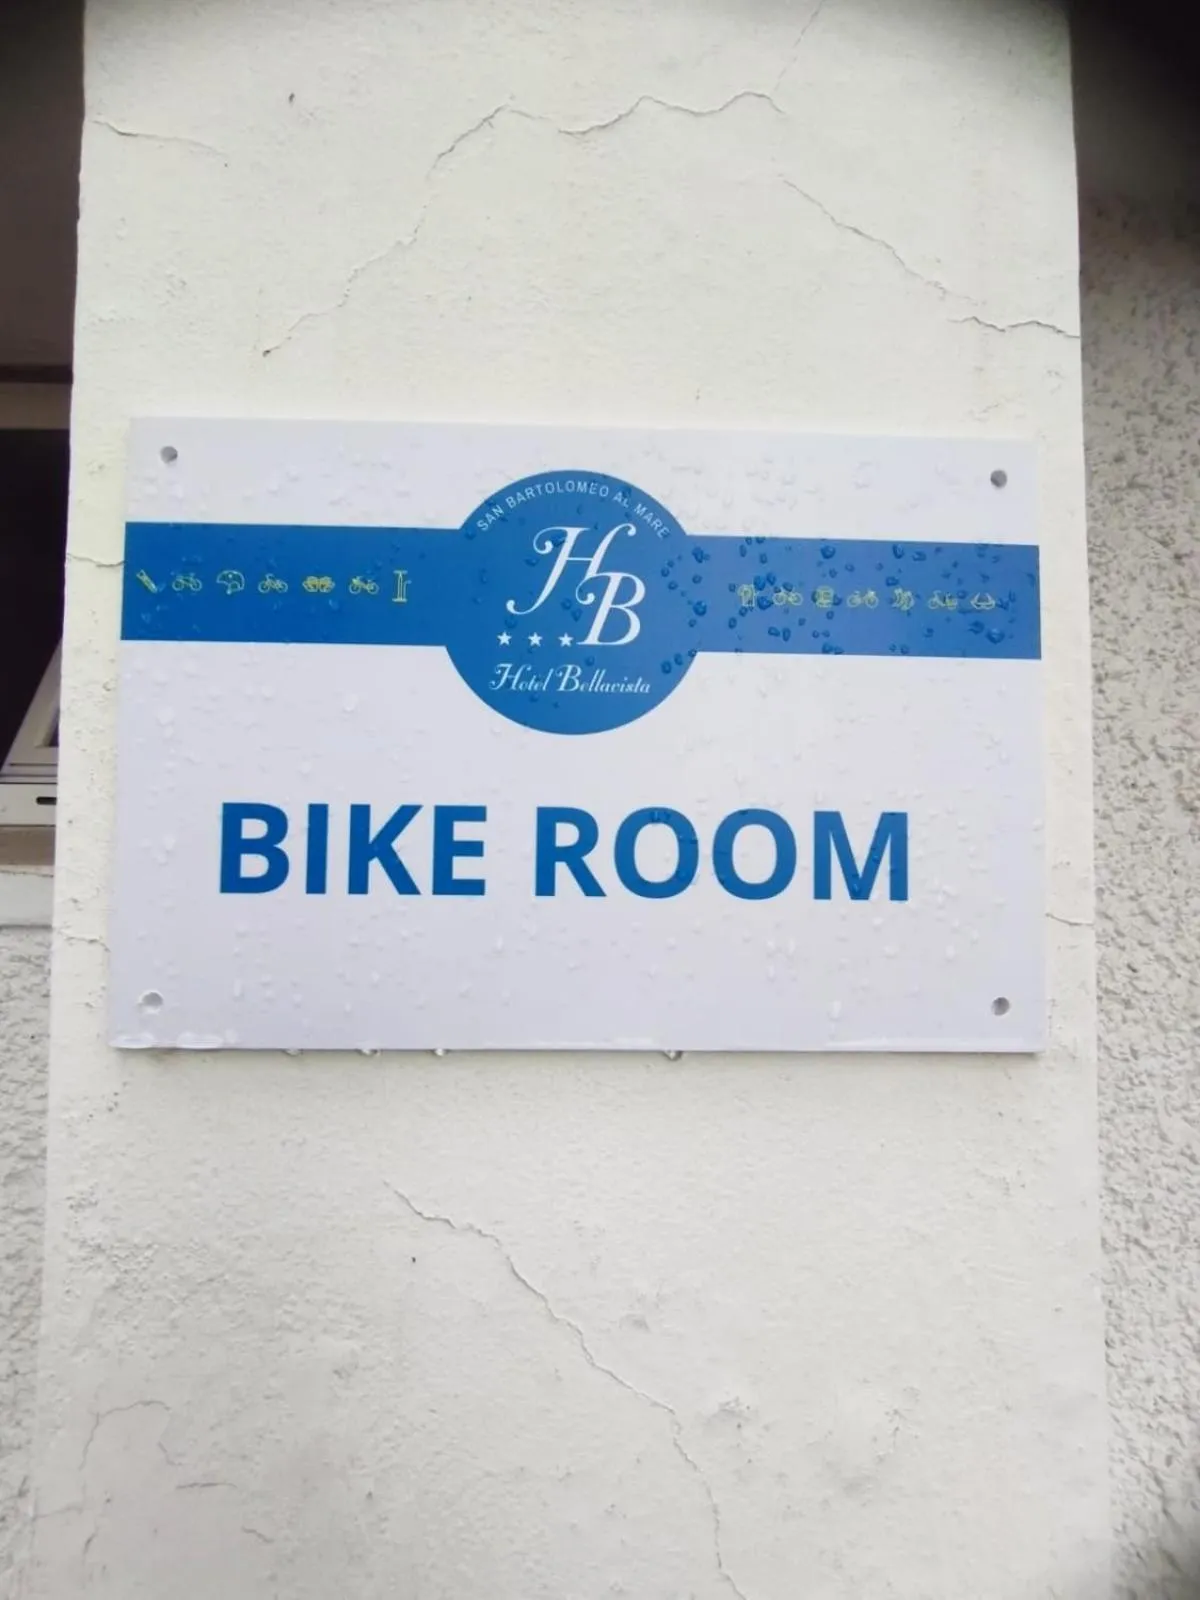 SAN BARTOLOMEO AL MARE
HB
Hotel Bellavista
BIKE ROOM